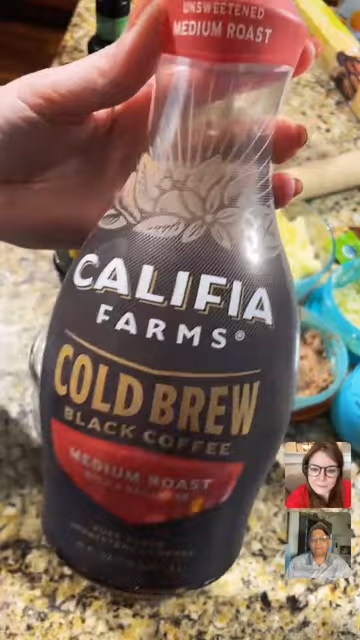 UNSWEETENED
MEDIUM ROAST
CALIFIA
FARMS®
COLD BREW
BLACK COFFEE
MEDIUM ROAST